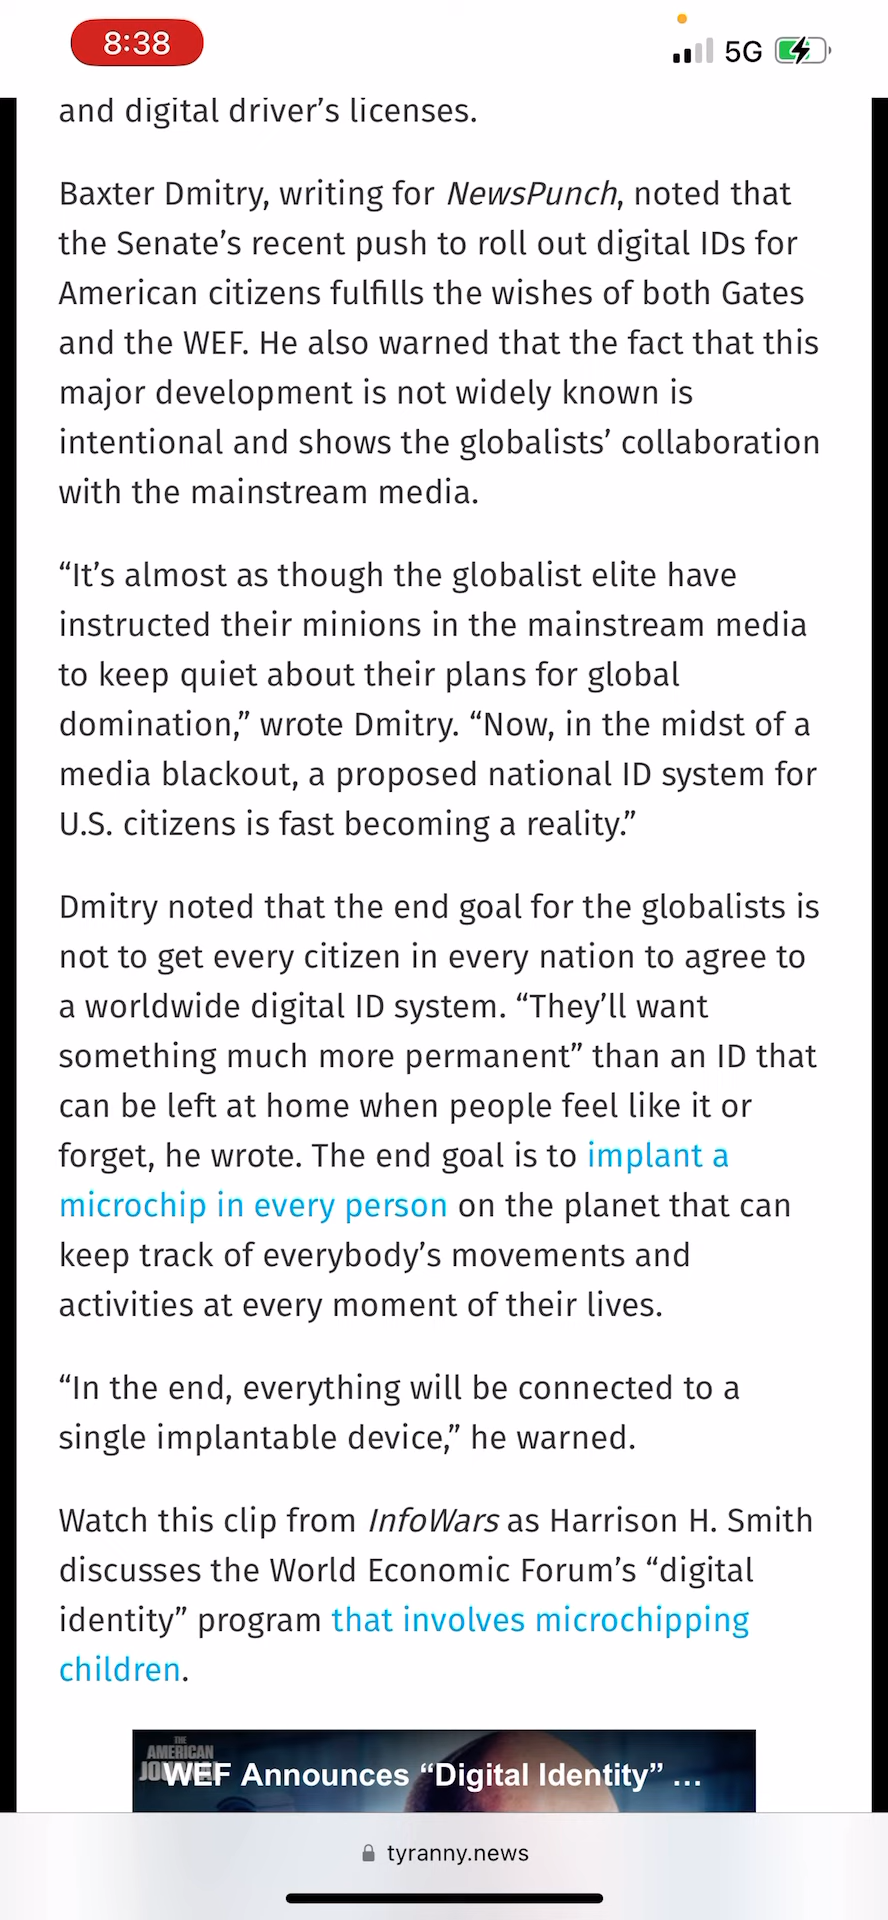 8:38
5G
and digital driver's licenses.
Baxter Dmitry, writing for NewsPunch, noted that
the Senate's recent push to roll out digital IDs for
American citizens fulfills the wishes of both Gates
and the WEF. He also warned that the fact that this
major development is not widely known is
intentional and shows the globalists' collaboration
with the mainstream media.
“It's almost as though the globalist elite have
instructed their minions in the mainstream media
to keep quiet about their plans for global
domination,” wrote Dmitry. “Now, in the midst of a
media blackout, a proposed national ID system for
U.S. citizens is fast becoming a reality.”
Dmitry noted that the end goal for the globalists is
not to get every citizen in every nation to agree to
a worldwide digital ID system. “They'll want
something much more permanent” than an ID that
can be left at home when people feel like it or
forget, he wrote. The end goal is to implant a
microchip in every person on the planet that can
keep track of everybody's movements and
activities at every moment of their lives.
“In the end, everything will be connected to a
single implantable device,” he warned.
Watch this clip from InfoWars as Harrison H. Smith
discusses the World Economic Forum's “digital
identity” program that involves microchipping
children.
THE
AMERICAN
JOURNAL
WEF Announces “Digital Identity” ...
tyranny.news